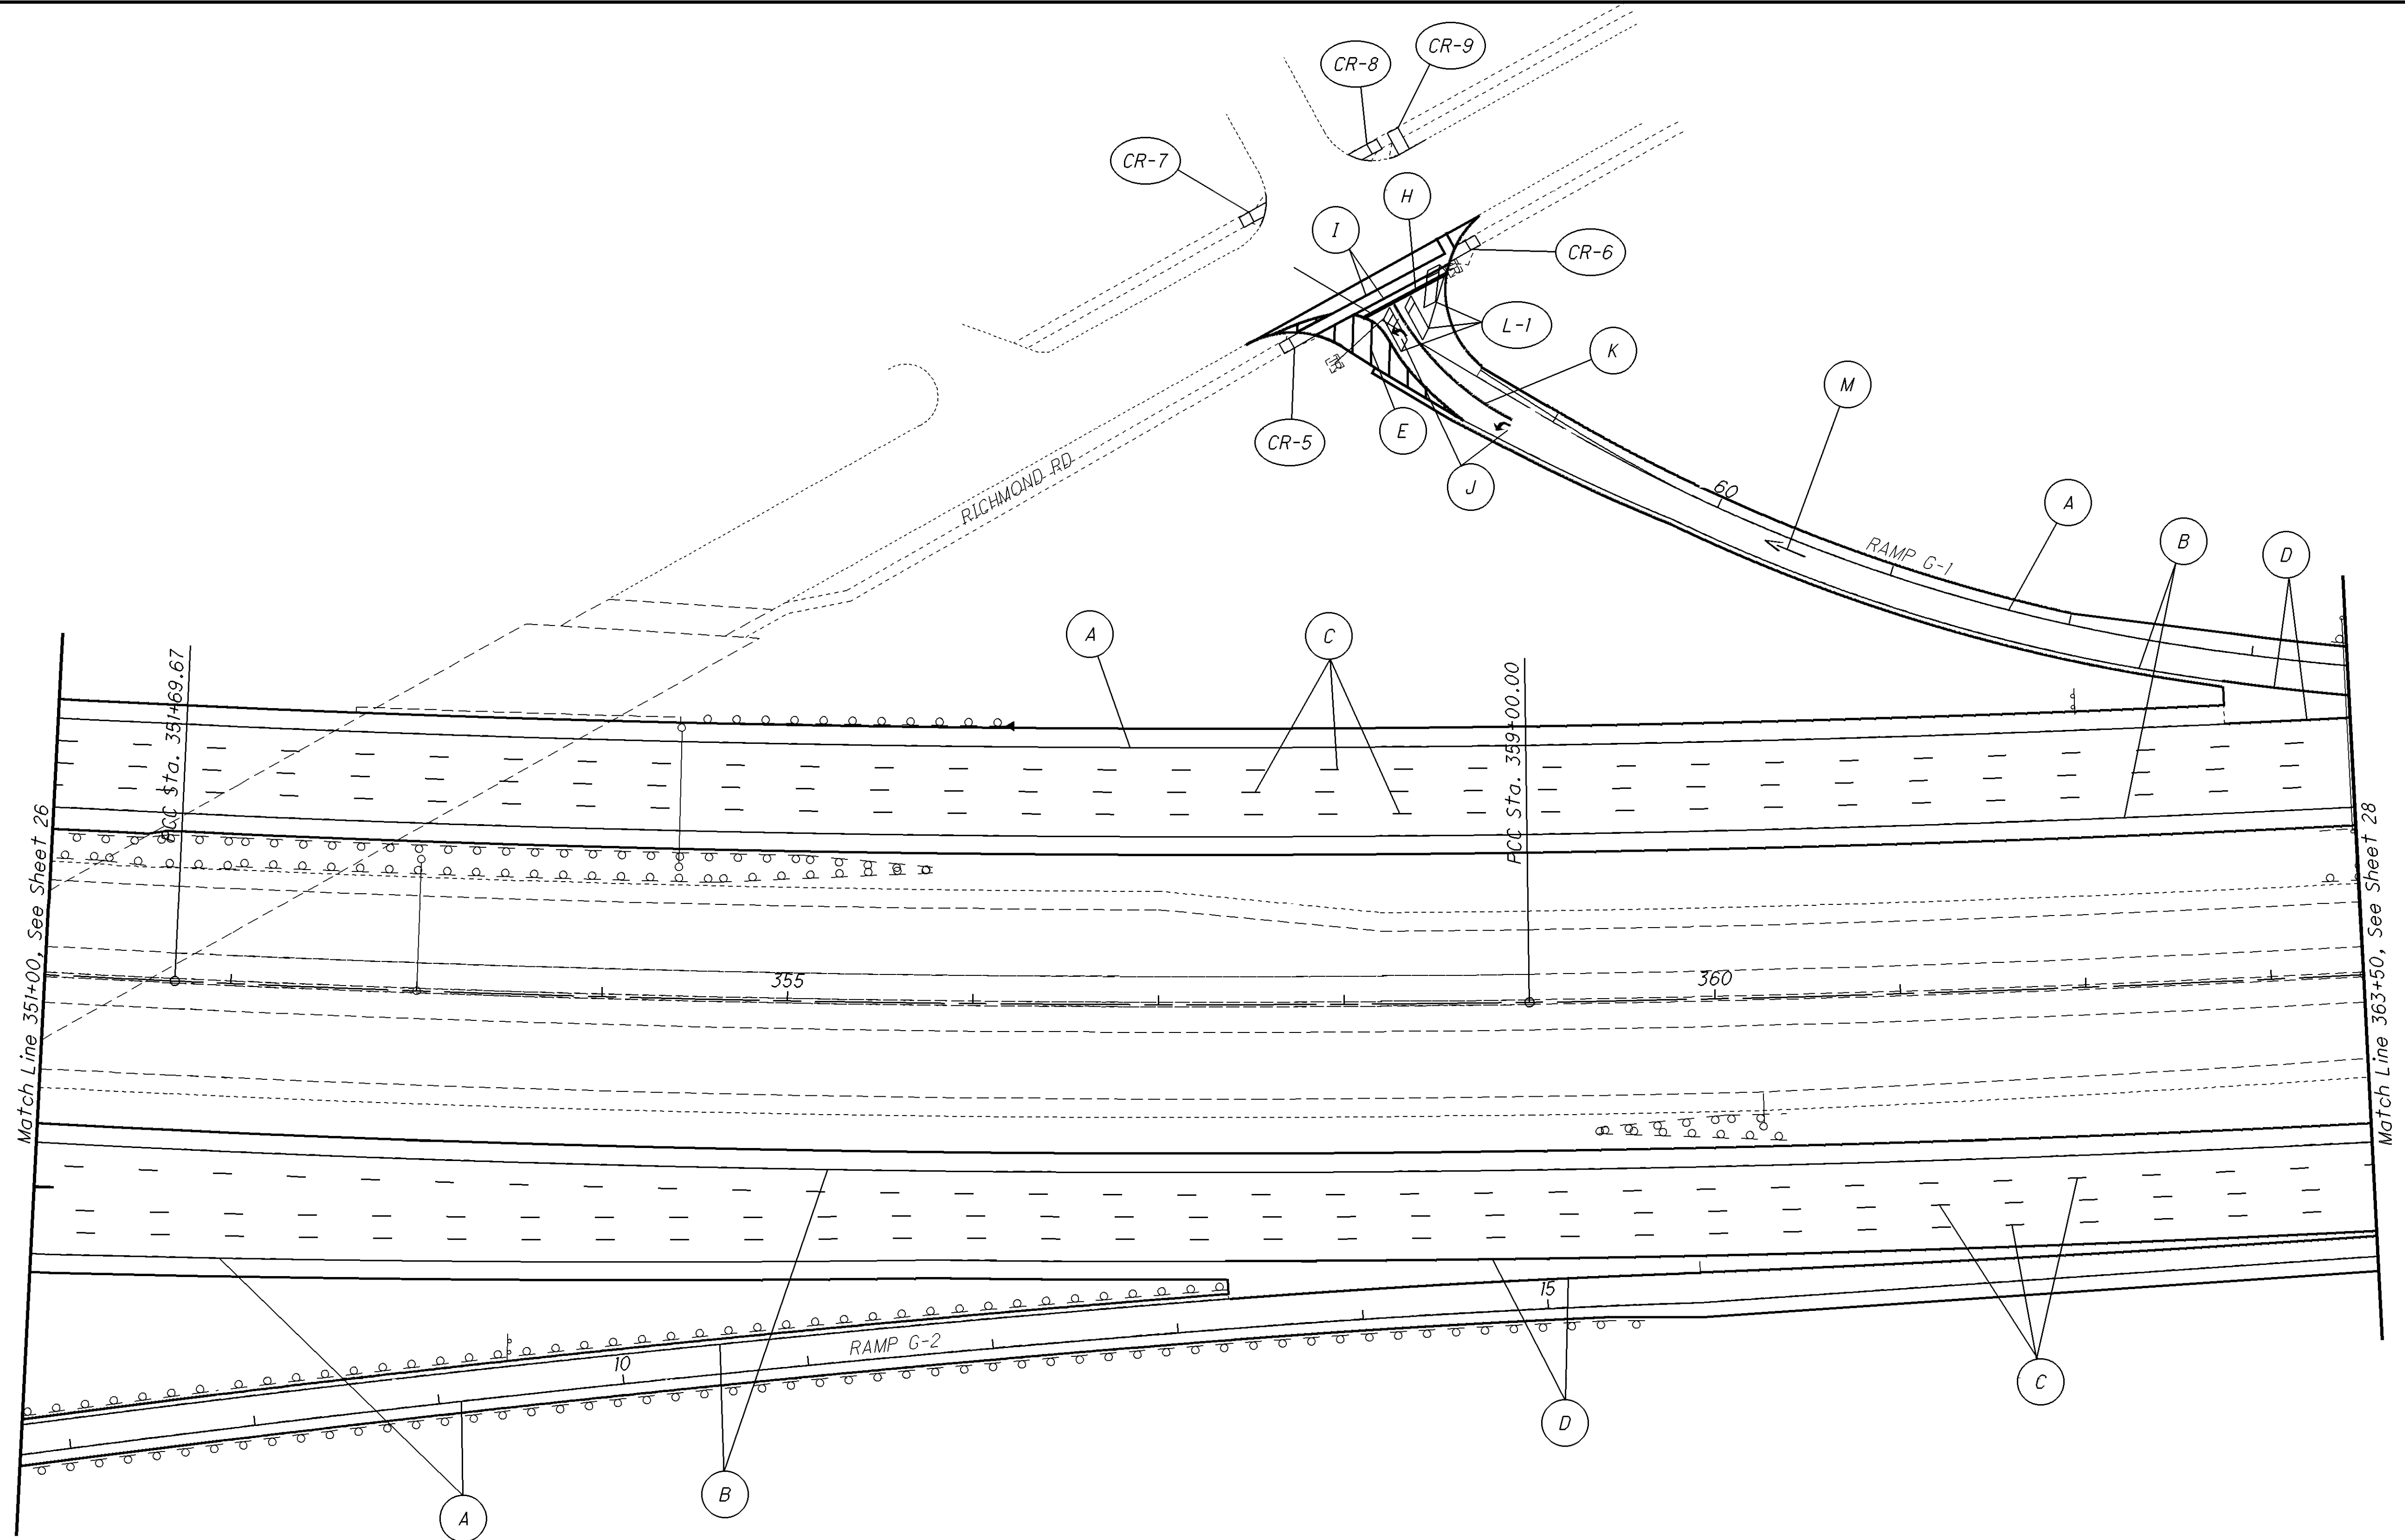 CR-9
CR-8
CR-7
H
I
CR-6
L-1
K
M
E
CR-5
J
RICHMOND RD
60
A
RAMP G-1
B
D
A
C
PCC Sta. 351+69.67
PCC Sta. 359+00.00
Match Line 351+00, See Sheet 26
Match Line 363+50, See Sheet 28
355
360
15
RAMP G-2
10
C
D
B
A